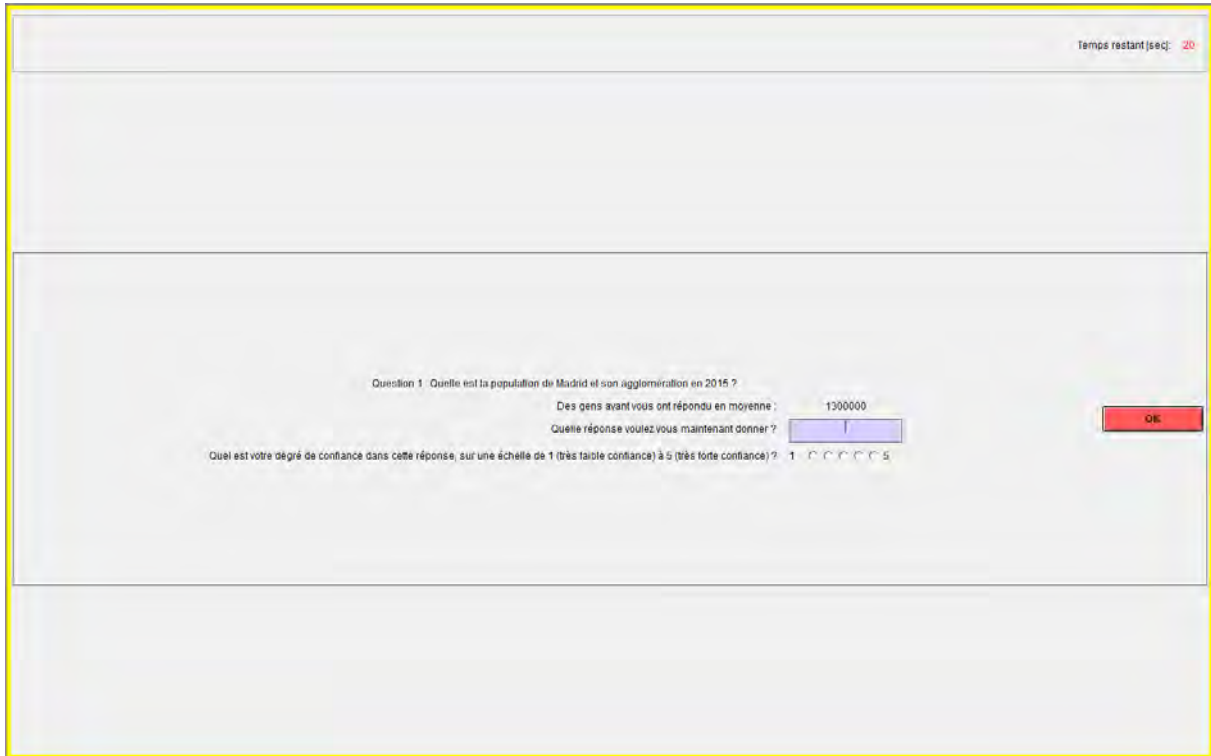 Temps restant [sec]: 20
Question 1 : Quelle est la population de Madrid et son agglomération en 2015 ?
Des gens avant vous ont répondu en moyenne : 1300000
Quelle réponse voulez vous maintenant donner ?
Quel est votre dégré de confiance dans cette réponse, sur une échelle de 1 (très faible confiance) à 5 (très forte confiance) ? 1 5
OK